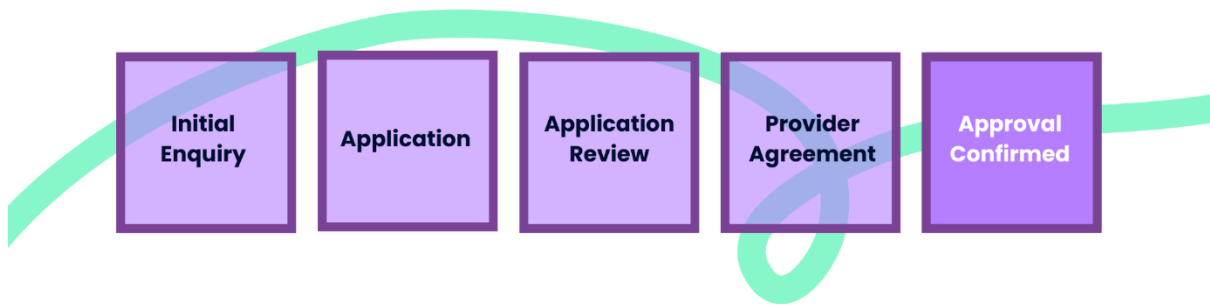 Initial
Enquiry
Application
Application
Review
Provider
Agreement
Approval
Confirmed